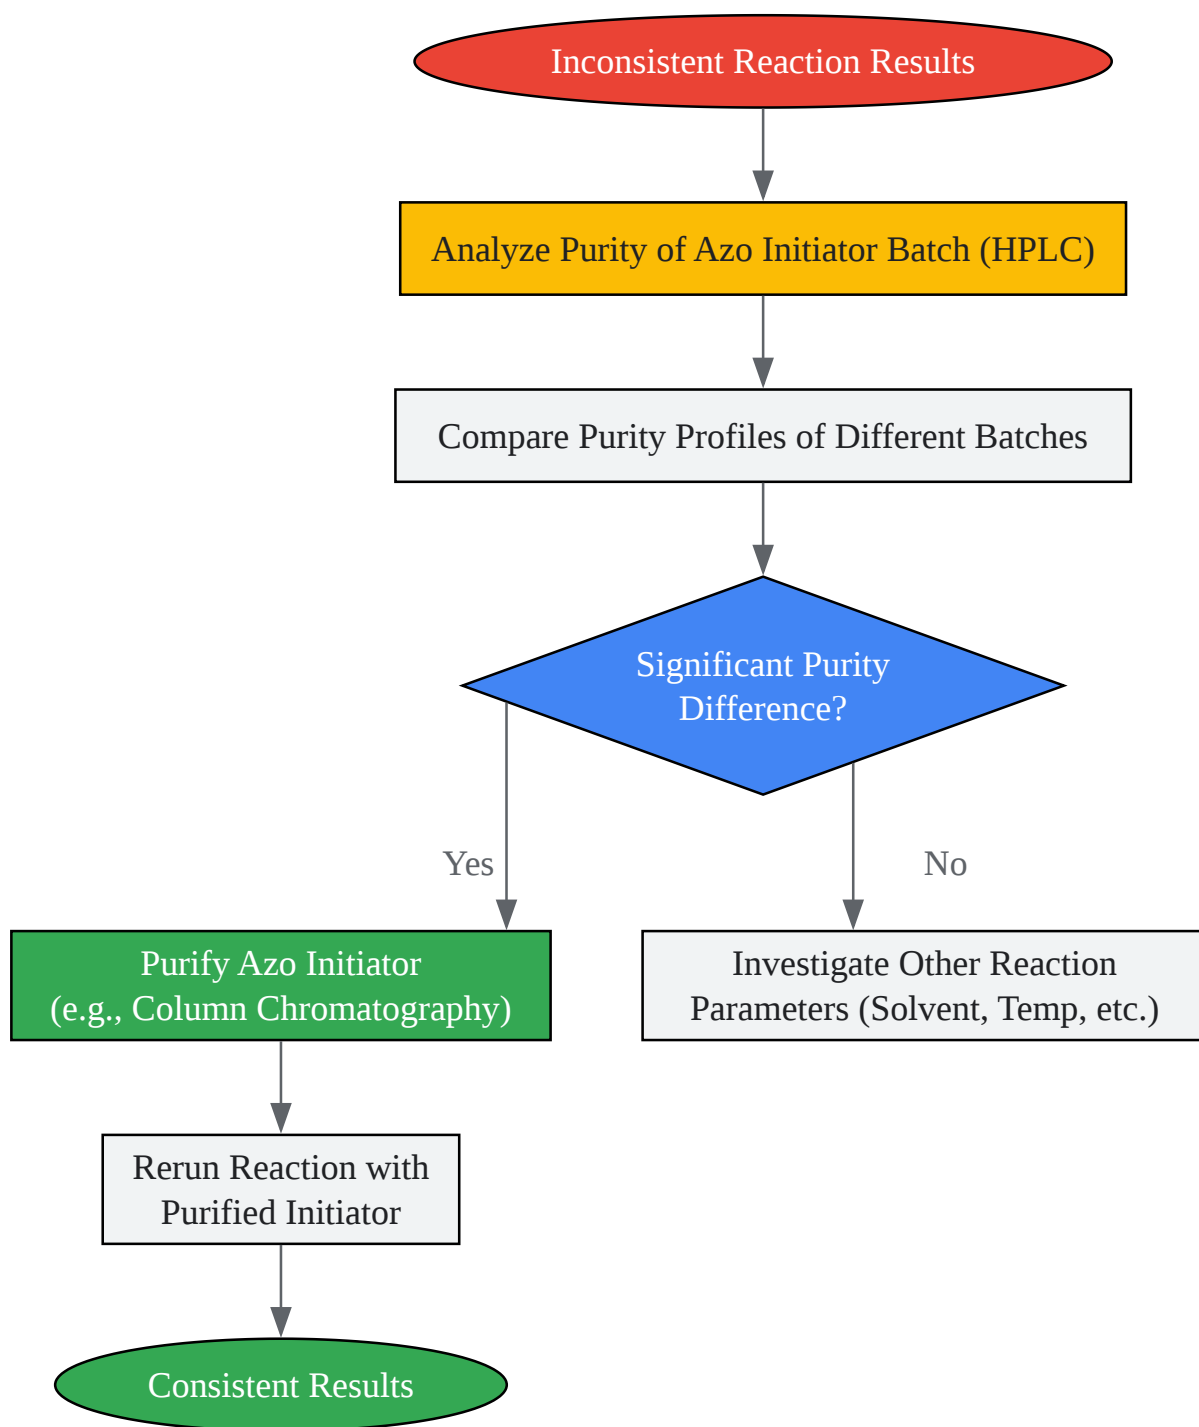 Inconsistent Reaction Results
Analyze Purity of Azo Initiator Batch (HPLC)
Compare Purity Profiles of Different Batches
Significant Purity
Difference?
Yes
No
Purify Azo Initiator
(e.g., Column Chromatography)
Investigate Other Reaction
Parameters (Solvent, Temp, etc.)
Rerun Reaction with
Purified Initiator
Consistent Results